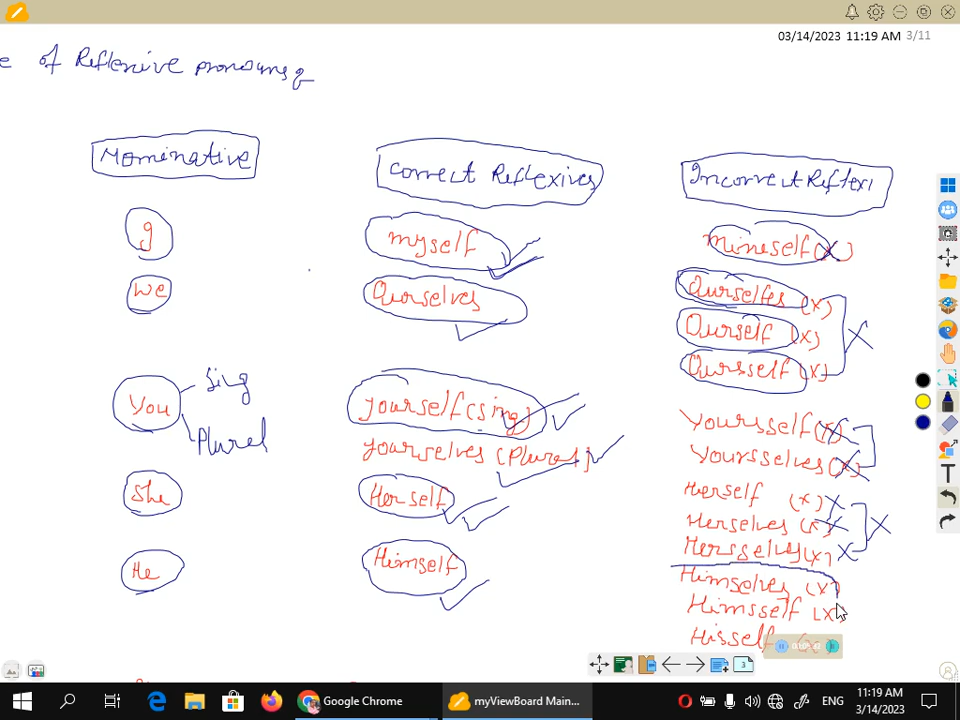 03/14/2023 11:19 AM 3/11
e of Reflexive pronouns
Nominative Correct Reflexives Incorrect Reflexi
I myself mineself (X)
We Ourselves Ourselfes (X)
Ourself (X) X
Oursself (X)
Sing
You yourself (sing) Yoursself (X)
Plural yourselves (Plural) Yoursselves (X)
She Herself Herself (X)
Herselves (X) X
Hersselves (X)
He Himself Himselves (X)
Himsself (X)
Hisself (X)
3
T
Google Chrome myViewBoard Main... ENG 11:19 AM
3/14/2023